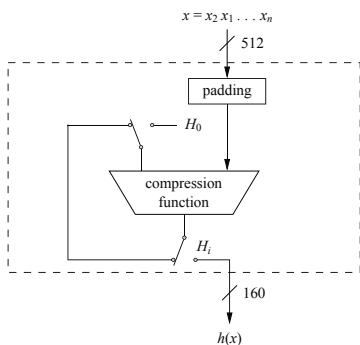 x = x₂ x₁ . . . xₙ
512
padding
H₀
compression
function
Hᵢ
160
h(x)